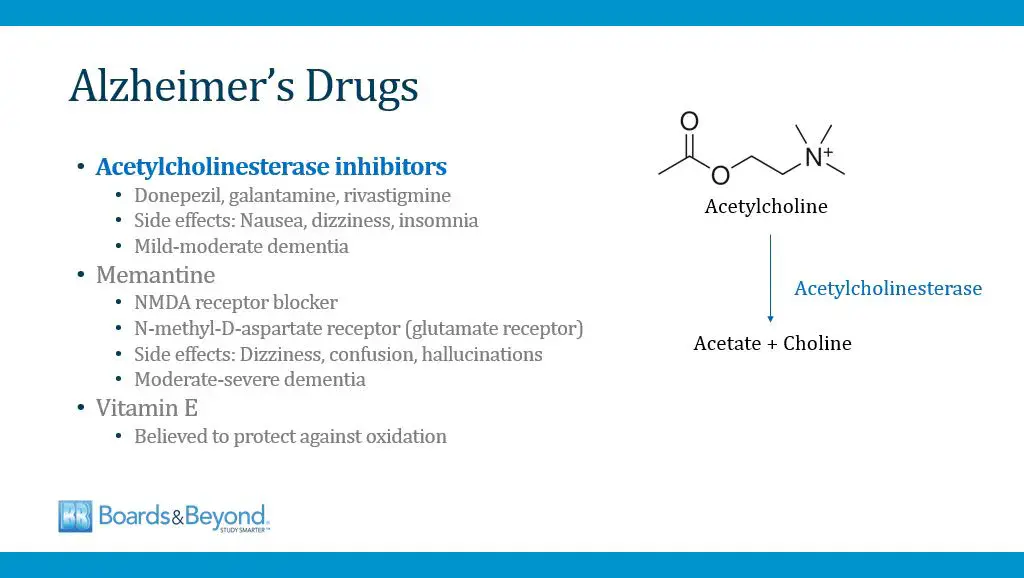 Alzheimer's Drugs
• Acetylcholinesterase inhibitors
• Donepezil, galantamine, rivastigmine
• Side effects: Nausea, dizziness, insomnia
• Mild-moderate dementia
• Memantine
• NMDA receptor blocker
• N-methyl-D-aspartate receptor (glutamate receptor)
• Side effects: Dizziness, confusion, hallucinations
• Moderate-severe dementia
• Vitamin E
• Believed to protect against oxidation
O
O
N+
Acetylcholine
Acetylcholinesterase
Acetate + Choline
BB Boards&Beyond®
STUDY SMARTER™